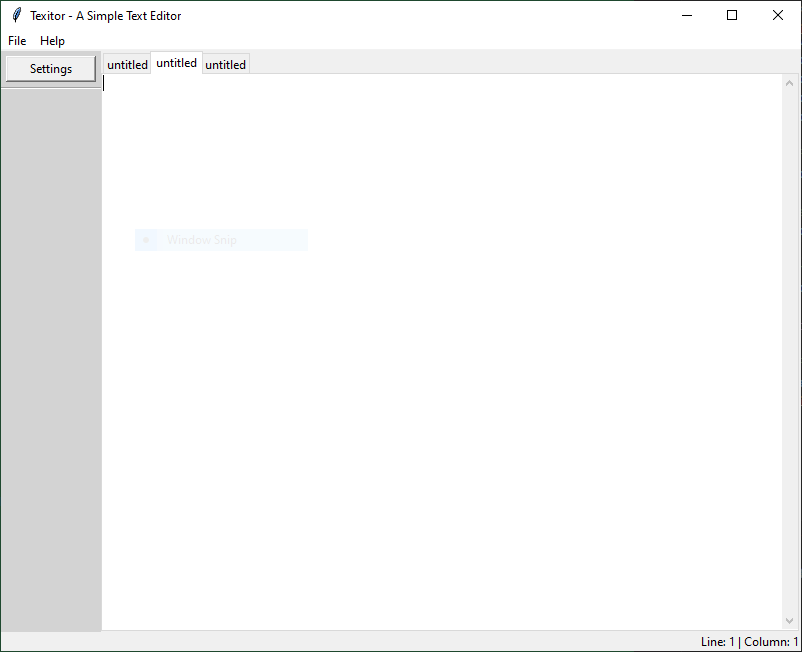 Texitor - A Simple Text Editor
File Help
Settings
untitled untitled untitled
Window Snip
Line: 1 | Column: 1